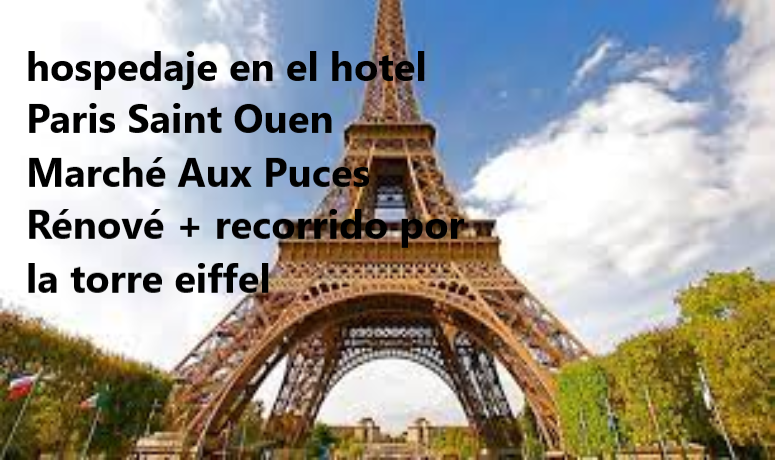 hospedaje en el hotel
Paris Saint Ouen
Marché Aux Puces
Rénové + recorrido por
la torre eiffel